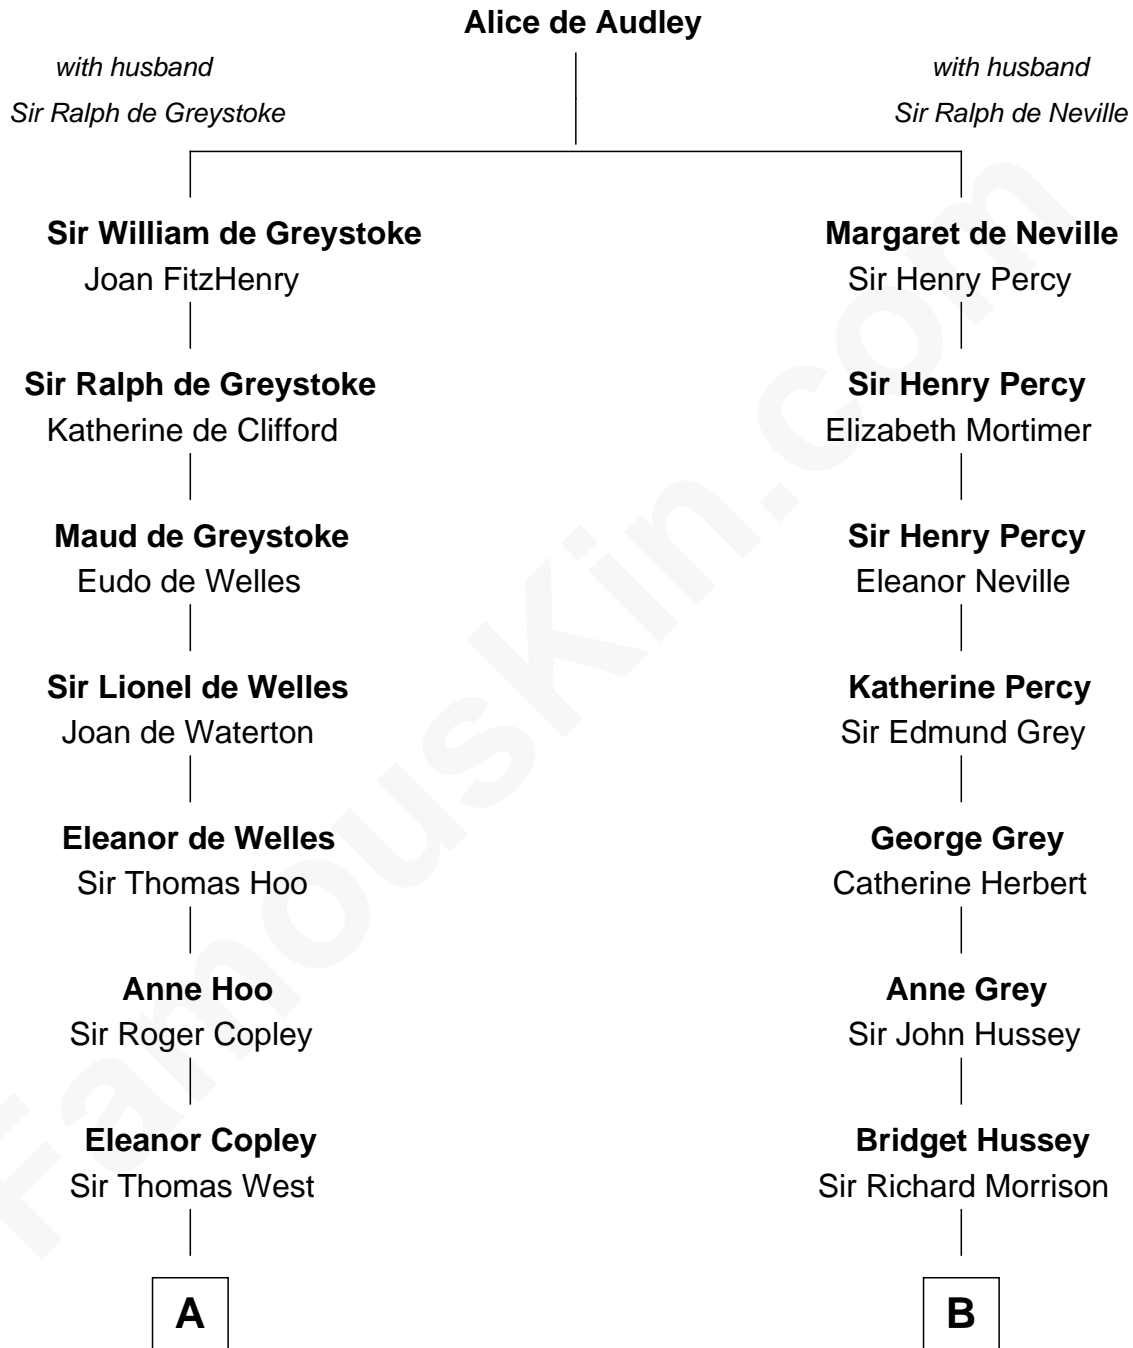 Alice de Audley
with husband
Sir Ralph de Greystoke
with husband
Sir Ralph de Neville
Sir William de Greystoke
Joan FitzHenry
Margaret de Neville
Sir Henry Percy
Sir Ralph de Greystoke
Katherine de Clifford
Sir Henry Percy
Elizabeth Mortimer
Maud de Greystoke
Eudo de Welles
Sir Henry Percy
Eleanor Neville
Sir Lionel de Welles
Joan de Waterton
Katherine Percy
Sir Edmund Grey
Eleanor de Welles
Sir Thomas Hoo
George Grey
Catherine Herbert
Anne Hoo
Sir Roger Copley
Anne Grey
Sir John Hussey
Eleanor Copley
Sir Thomas West
Bridget Hussey
Sir Richard Morrison
A
B
FamousKin.com